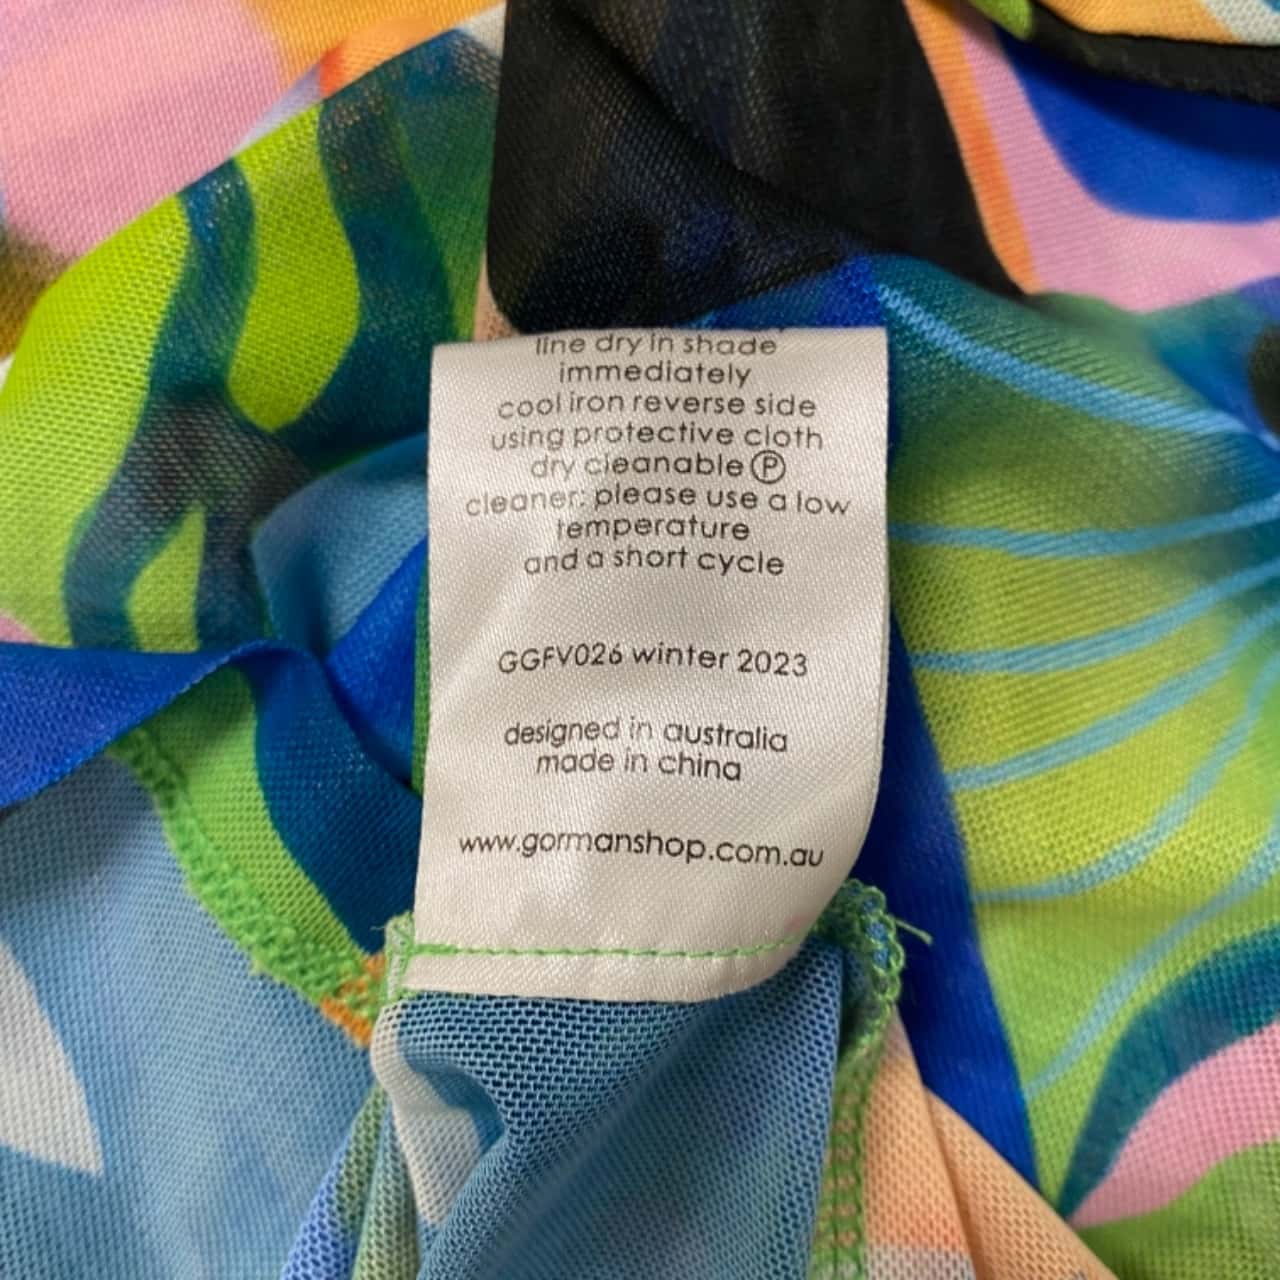 line dry in shade
immediately
cool iron reverse side
using protective cloth
dry cleanable Ⓟ
cleaner: please use a low
temperature
and a short cycle
GGFV026 winter 2023
designed in australia
made in china
www.gormanshop.com.au